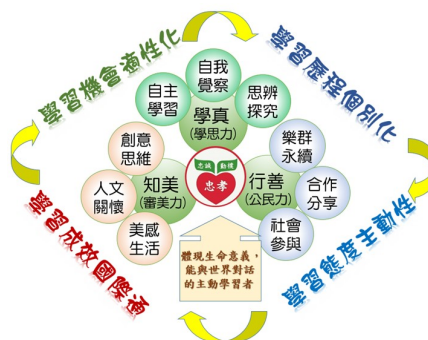 學習機會適性化
學習歷程個別化
自我
覺察
自主
學習
思辨
探究
學真
(學思力)
創意
思維
樂群
永續
忠誠 勤樸
忠孝
人文
關懷
知美
(審美力)
行善
(公民力)
合作
分享
美感
生活
社會
參與
學習成效國際通
學習態度主動性
體現生命意義，
能與世界對話
的主動學習者